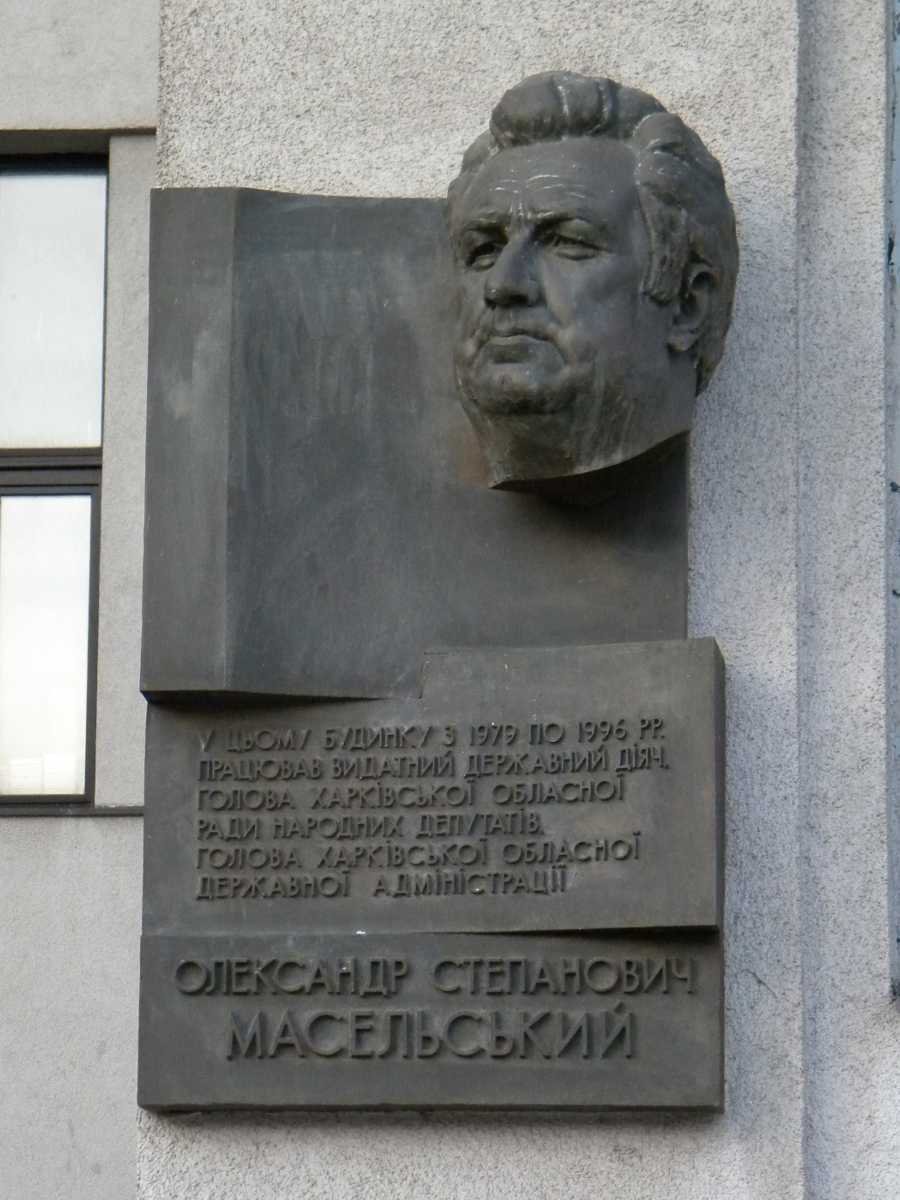 У ЦЬОМУ БУДИНКУ З 1979 ПО 1996 РР.
ПРАЦЮВАВ ВИДАТНИЙ ДЕРЖАВНИЙ ДІЯЧ,
ГОЛОВА ХАРКІВСЬКОЇ ОБЛАСНОЇ
РАДИ НАРОДНИХ ДЕПУТАТІВ,
ГОЛОВА ХАРКІВСЬКОЇ ОБЛАСНОЇ
ДЕРЖАВНОЇ АДМІНІСТРАЦІЇ
ОЛЕКСАНДР СТЕПАНОВИЧ
МАСЕЛЬСЬКИЙ